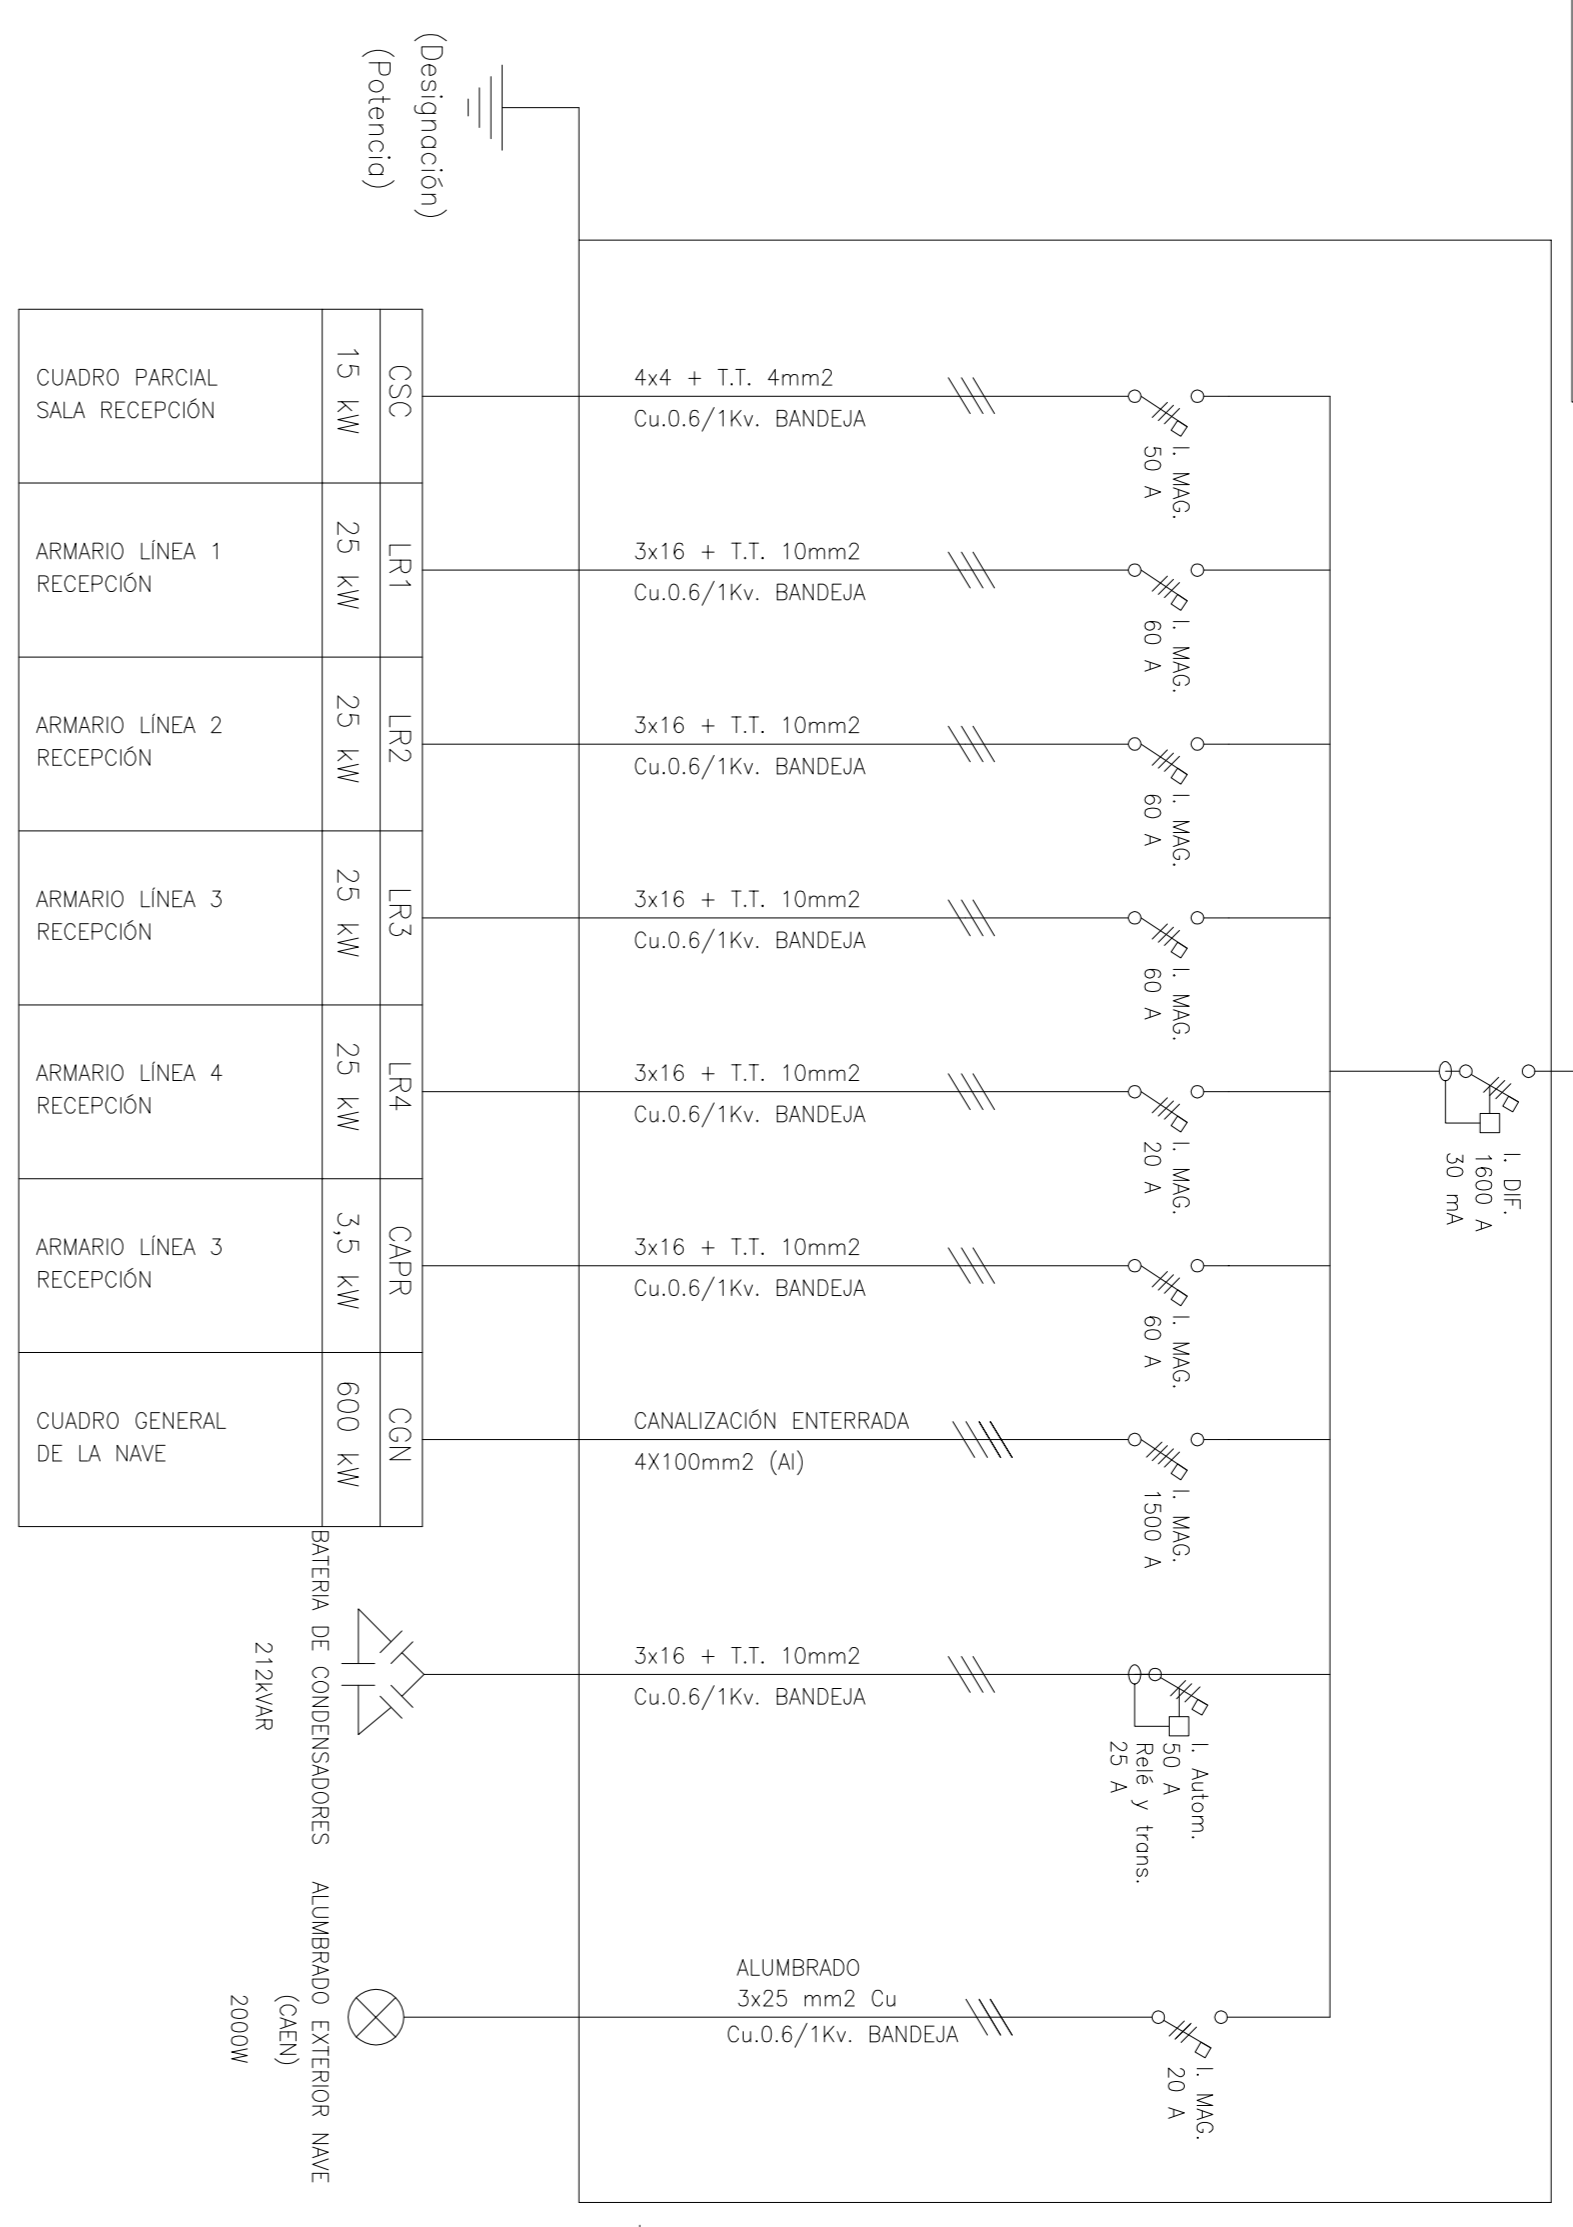 (Designación)
(Potencia)
CUADRO PARCIAL
SALA RECEPCIÓN
15 kW
CSC
4x4 + T.T. 4mm2
Cu.0.6/1Kv. BANDEJA
I. MAG.
50 A
ARMARIO LÍNEA 1
RECEPCIÓN
25 kW
LR1
3x16 + T.T. 10mm2
Cu.0.6/1Kv. BANDEJA
I. MAG.
60 A
ARMARIO LÍNEA 2
RECEPCIÓN
25 kW
LR2
3x16 + T.T. 10mm2
Cu.0.6/1Kv. BANDEJA
I. MAG.
60 A
ARMARIO LÍNEA 3
RECEPCIÓN
25 kW
LR3
3x16 + T.T. 10mm2
Cu.0.6/1Kv. BANDEJA
I. MAG.
60 A
ARMARIO LÍNEA 4
RECEPCIÓN
25 kW
LR4
3x16 + T.T. 10mm2
Cu.0.6/1Kv. BANDEJA
I. MAG.
20 A
I. DIF.
1600 A
30 mA
ARMARIO LÍNEA 3
RECEPCIÓN
3,5 kW
CAPR
3x16 + T.T. 10mm2
Cu.0.6/1Kv. BANDEJA
I. MAG.
60 A
CUADRO GENERAL
DE LA NAVE
600 kW
CGN
CANALIZACIÓN ENTERRADA
4X100mm2 (Al)
I. MAG.
1500 A
BATERIA DE CONDENSADORES
212kVAR
3x16 + T.T. 10mm2
Cu.0.6/1Kv. BANDEJA
I. Autom.
50 A
Relé y trans.
25 A
ALUMBRADO EXTERIOR NAVE
(CAEN)
2000W
ALUMBRADO
3x25 mm2 Cu
Cu.0.6/1Kv. BANDEJA
I. MAG.
20 A